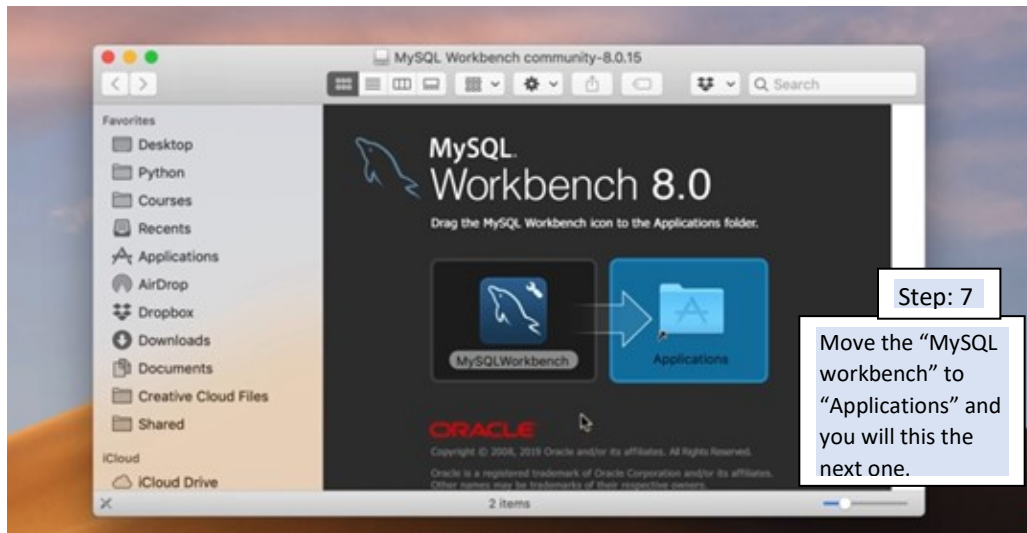 MySQL Workbench community-8.0.15
Search
Favorites
Desktop
Python
Courses
Recents
Applications
AirDrop
Dropbox
Downloads
Documents
Creative Cloud Files
Shared
iCloud
iCloud Drive
MySQL.
Workbench 8.0
Drag the MySQL Workbench icon to the Applications folder.
MySQLWorkbench
Applications
ORACLE
Copyright © 2008, 2019 Oracle and/or its affiliates. All Rights Reserved.
Oracle is a registered trademark of Oracle Corporation and/or its affiliates.
Other names may be trademarks of their respective owners.
2 items
Step: 7
Move the “MySQL
workbench” to
“Applications” and
you will this the
next one.